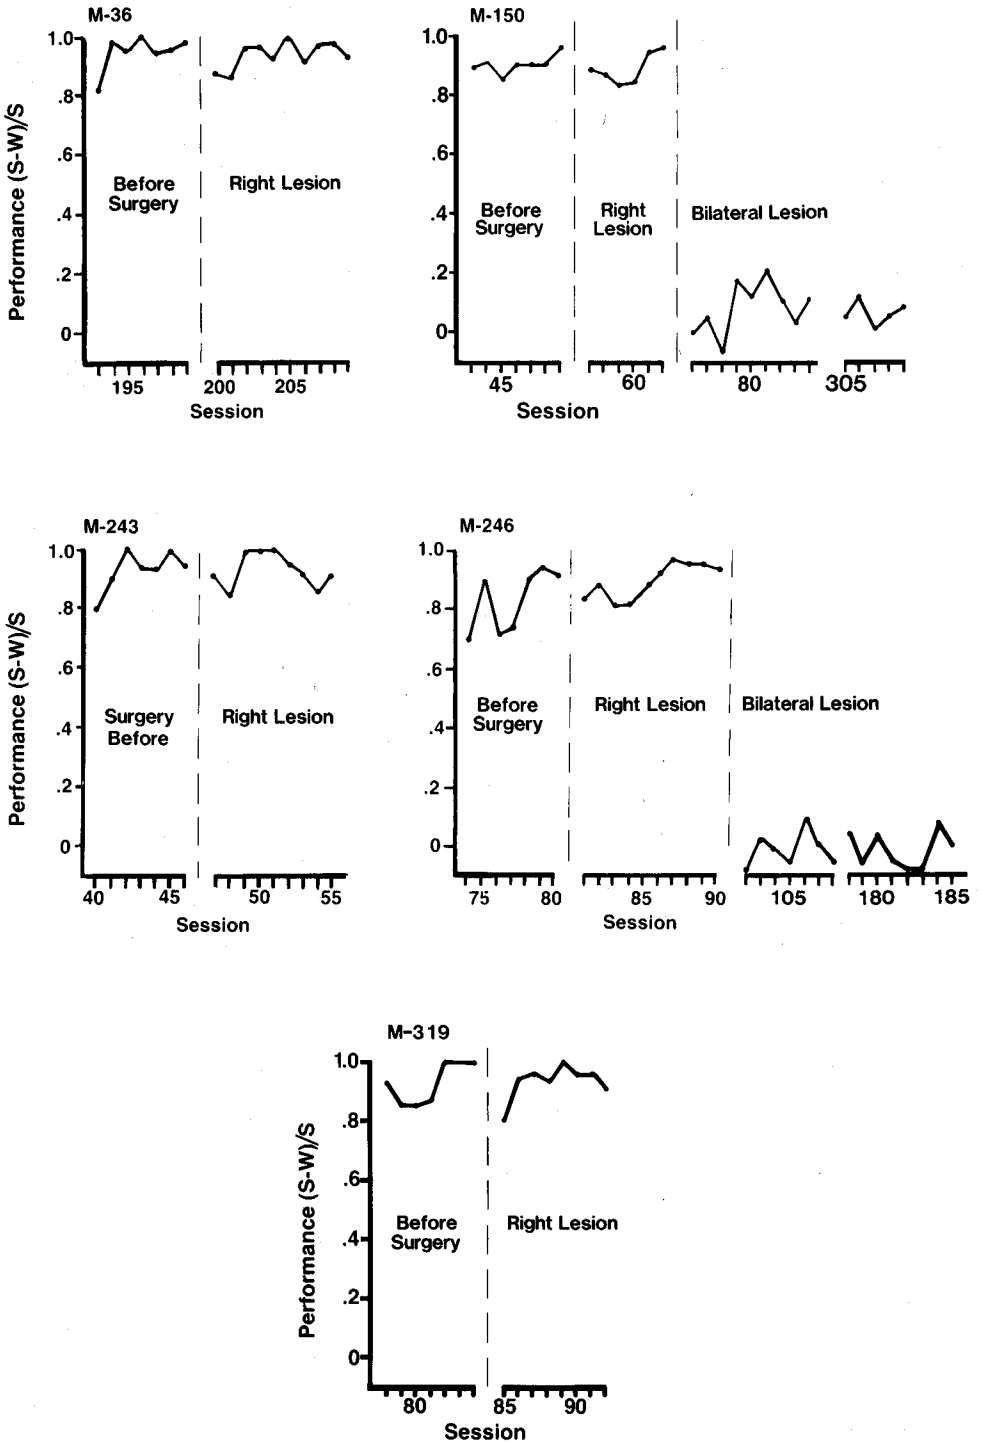 M-36
1.0
.8
.6
.4
.2
0
Performance (S-W)/S
Before
Surgery
Right Lesion
195
200
205
Session
M-150
1.0
.8
.6
.4
.2
0
Before
Surgery
Right
Lesion
Bilateral Lesion
45
60
80
305
Session
M-243
1.0
.8
.6
.4
.2
0
Performance (S-W)/S
Surgery
Before
Right Lesion
40
45
50
55
Session
M-246
1.0
.8
.6
.4
.2
0
Before
Surgery
Right Lesion
Bilateral Lesion
75
80
85
90
105
180
185
Session
M-319
1.0
.8
.6
.4
.2
0
Performance (S-W)/S
Before
Surgery
Right Lesion
80
85
90
Session